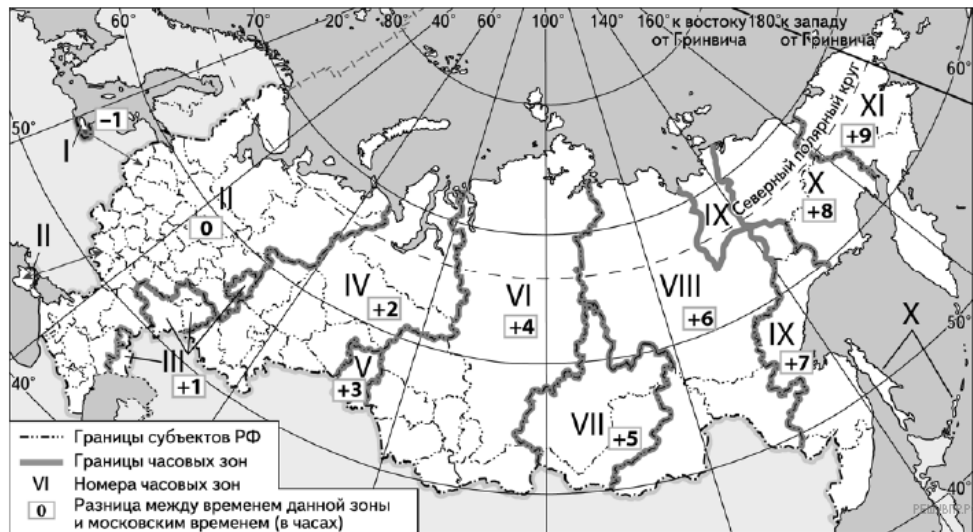 60° 70° 20° 80° 40° 60° 100° 140° 160° к востоку 180° к западу
от Гринвича от Гринвича
60°
50°
−1
I
Северный полярный круг
XI
+9
X
+8
II
0
IX
II
IV
+2
VI
+4
VIII
+6
X
50°
IX
+7
III
+1
V
+3
40°
VII
+5
40°
Границы субъектов РФ
Границы часовых зон
VI Номера часовых зон
0 Разница между временем данной зоны
и московским временем (в часах)